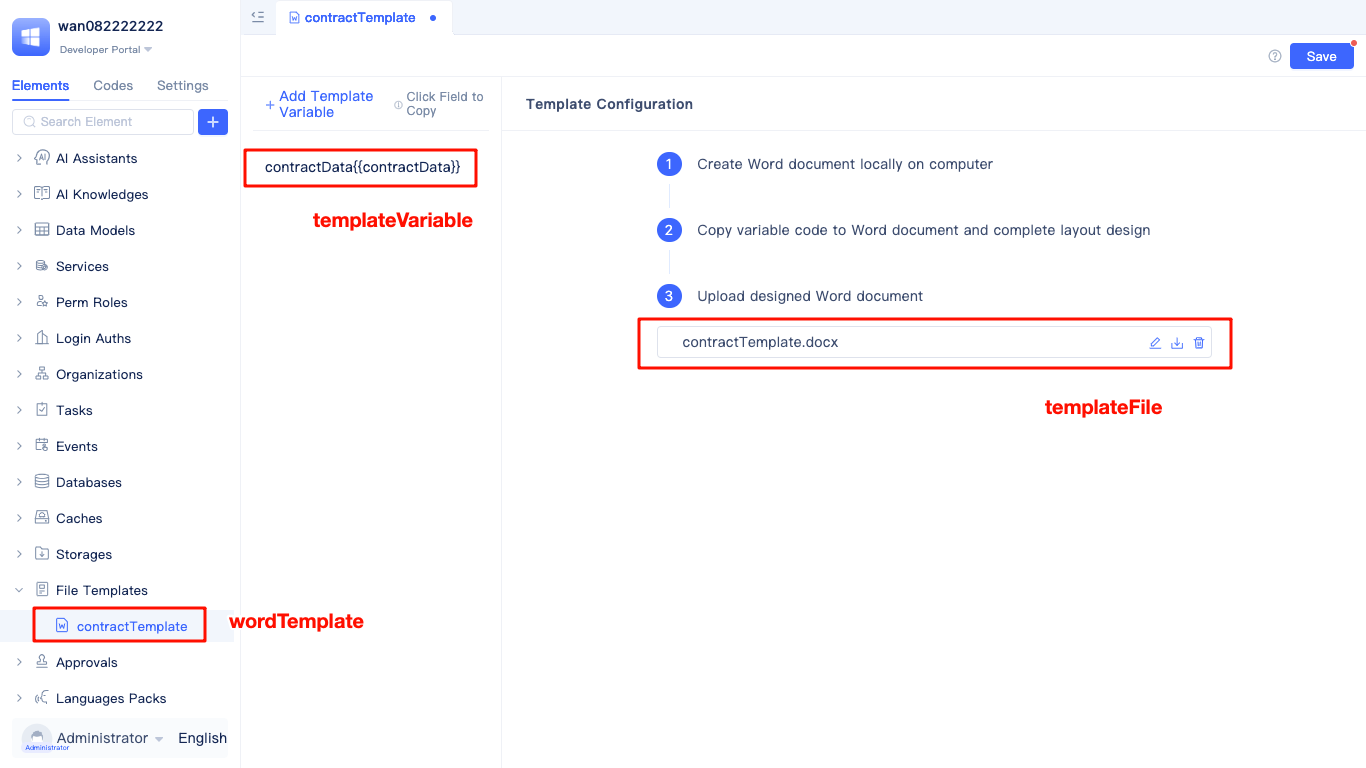 wan082222222
Developer Portal
Elements Codes Settings
Search Element
AI Assistants
AI Knowledges
Data Models
Services
Perm Roles
Login Auths
Organizations
Tasks
Events
Databases
Caches
Storages
File Templates
contractTemplate
wordTemplate
Approvals
Languages Packs
Administrator
Administrator
English
contractTemplate
Save
+ Add Template
Variable
Click Field to
Copy
contractData{{contractData}}
templateVariable
Template Configuration
1 Create Word document locally on computer
2 Copy variable code to Word document and complete layout design
3 Upload designed Word document
contractTemplate.docx
templateFile